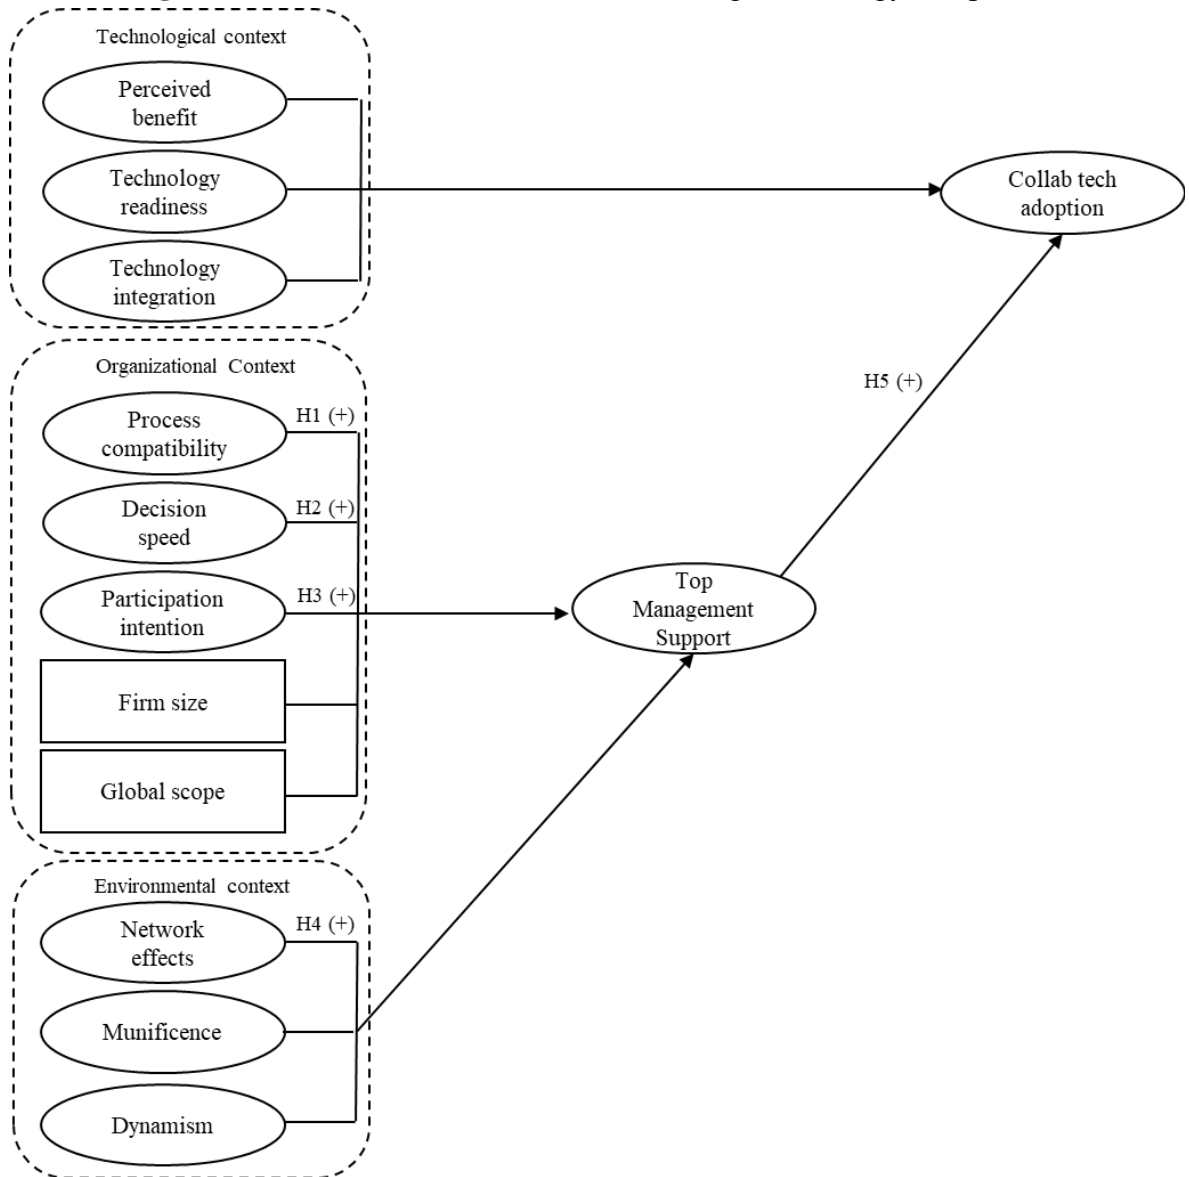 Technological context
Perceived
benefit
Technology
readiness
Technology
integration
Collab tech
adoption
Organizational Context
Process
compatibility
H1 (+)
Decision
speed
H2 (+)
Participation
intention
H3 (+)
Firm size
Global scope
H5 (+)
Top
Management
Support
Environmental context
Network
effects
H4 (+)
Munificence
Dynamism